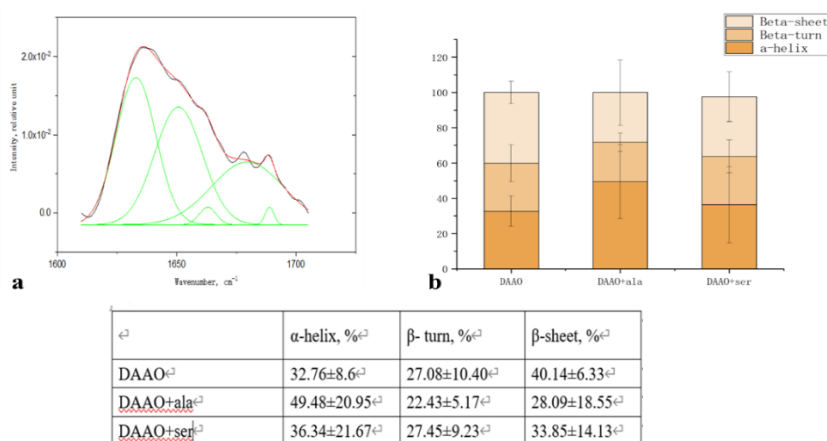 Beta-sheet
Beta-turn
a-helix
2.0x10-2
1.0x10-2
0.0
Intensity, relative unit
1600
1650
1700
Wavenumber, cm-1
a
120
100
80
60
40
20
0
DAAO
DAAO+ala
DAAO+ser
b
α-helix, % β- turn, % β-sheet, %
DAAO 32.76±8.6 27.08±10.40 40.14±6.33
DAAO+ala 49.48±20.95 22.43±5.17 28.09±18.55
DAAO+ser 36.34±21.67 27.45±9.23 33.85±14.13